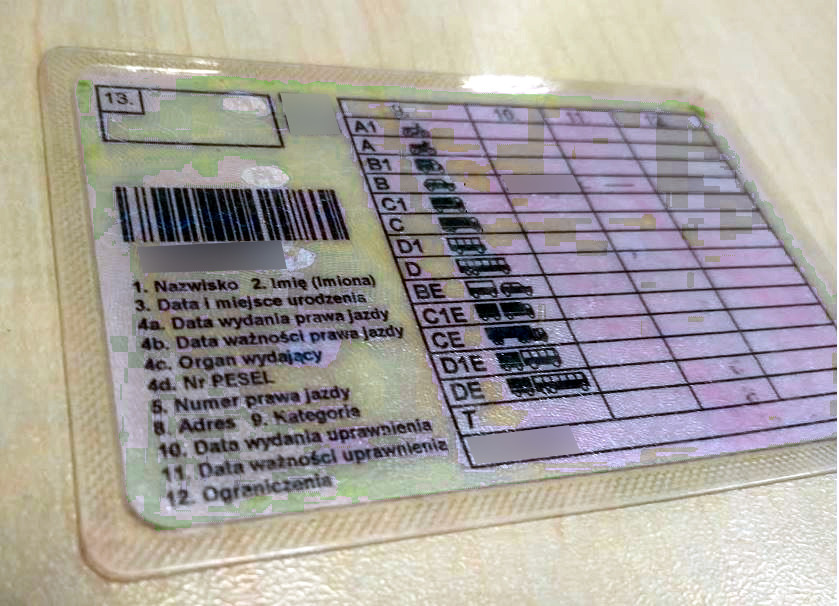 13.
9. 10. 11.
A1
A
B1
B
C1
C
D1
D
BE
C1E
CE
D1E
DE
T
1. Nazwisko 2. Imię (Imiona)
3. Data i miejsce urodzenia
4a. Data wydania prawa jazdy
4b. Data ważności prawa jazdy
4c. Organ wydający
4d. Nr PESEL
5. Numer prawa jazdy
8. Adres 9. Kategoria
10. Data wydania uprawnienia
11. Data ważności uprawnienia
12. Ograniczenia